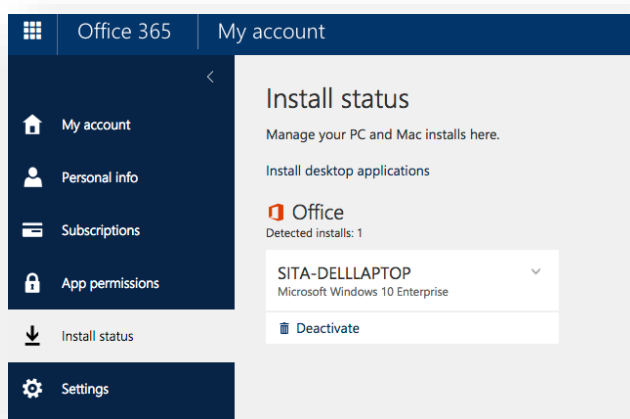 Office 365
My account
My account
Personal info
Subscriptions
App permissions
Install status
Settings
Install status
Manage your PC and Mac installs here.
Install desktop applications
Office
Detected installs: 1
SITA-DELLLAPTOP
Microsoft Windows 10 Enterprise
Deactivate